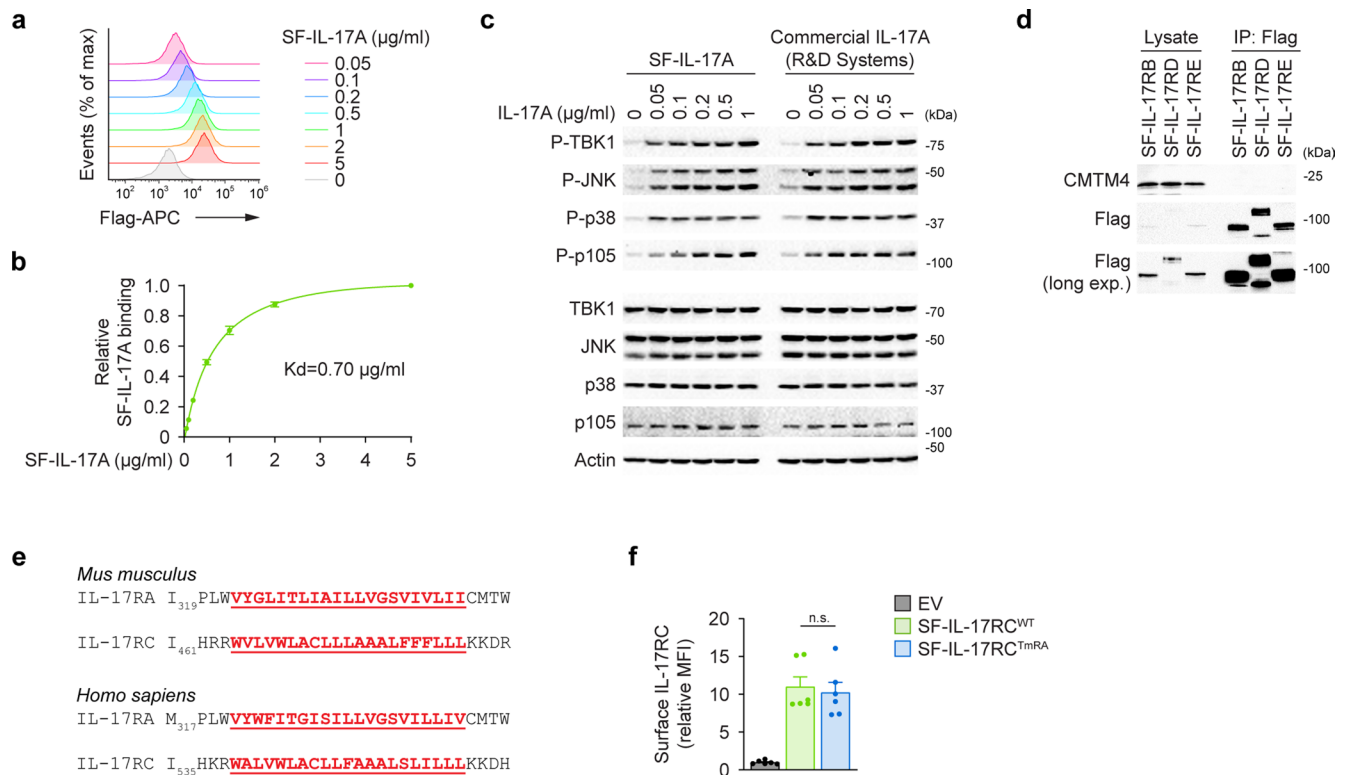 a
SF-IL-17A (µg/ml)
0.05
0.1
0.2
0.5
1
2
5
0
Events (% of max)
10² 10³ 10⁴ 10⁵ 10⁶
Flag-APC
b
Relative
SF-IL-17A binding
1.0
0.8
0.6
0.4
0.2
0
Kd=0.70 µg/ml
SF-IL-17A (µg/ml) 0 1 2 3 4 5
c
SF-IL-17A
Commercial IL-17A
(R&D Systems)
IL-17A (µg/ml) 0 0.05 0.1 0.2 0.5 1 0 0.05 0.1 0.2 0.5 1 (kDa)
P-TBK1 -75
P-JNK -50
P-p38 -37
P-p105 -100
TBK1 -70
JNK -50
p38 -37
p105 -100
-50
Actin
d
Lysate IP: Flag
SF-IL-17RB SF-IL-17RD SF-IL-17RE SF-IL-17RB SF-IL-17RD SF-IL-17RE
(kDa)
CMTM4 -25
Flag -100
Flag -100
(long exp.)
e
Mus musculus
IL-17RA I319PLWVYGLITLIAILLVGSVIVLIICMTW
IL-17RC I461HRRWVLVWLACLLLAAALFFFLLLKKDR
Homo sapiens
IL-17RA M317PLWVYWFITGISILLVGSVILLIVCMTW
IL-17RC I535HKRWALVWLACLLFAAALSLILLLKKDH
f
Surface IL-17RC
(relative MFI)
20
15
10
5
0
n.s.
EV
SF-IL-17RCWT
SF-IL-17RCTmRA